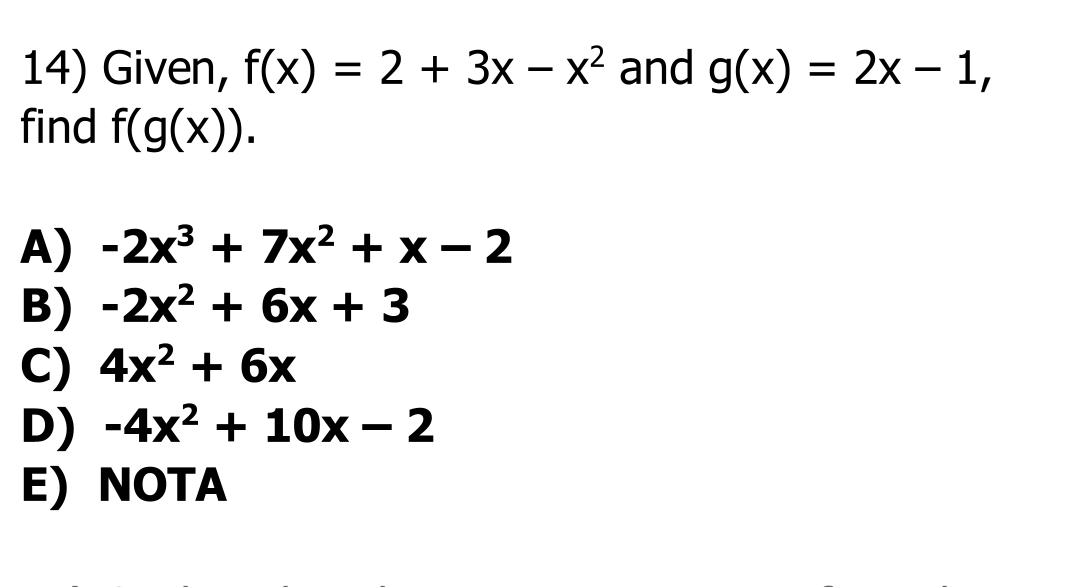 14) Given, f(x) = 2 + 3x – x² and g(x) = 2x – 1,
find f(g(x)).
A) -2x³ + 7x² + x – 2
B) -2x² + 6x + 3
C) 4x² + 6x
D) -4x² + 10x – 2
E) NOTA